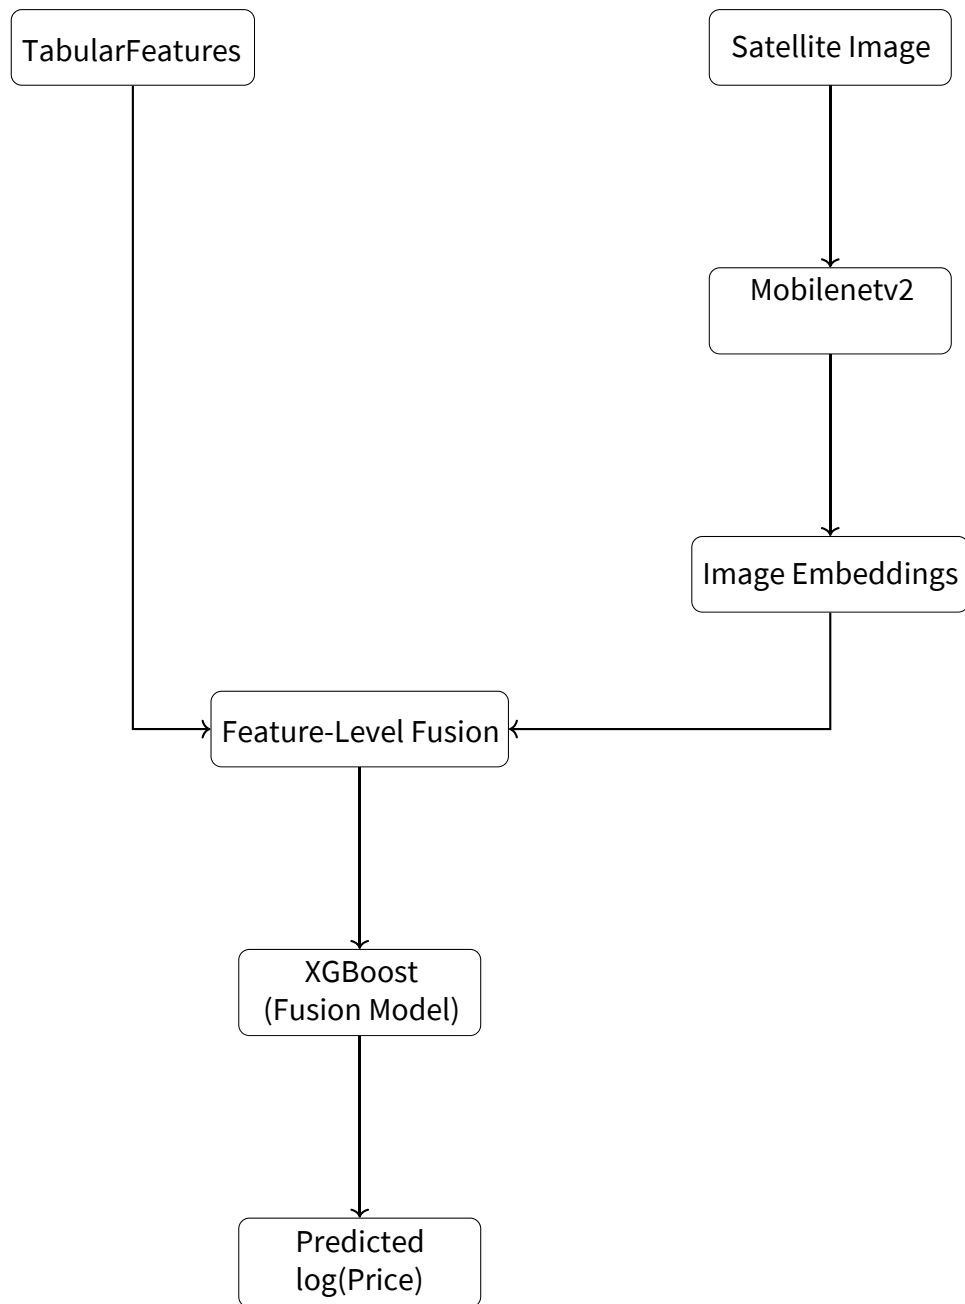 TabularFeatures
Satellite Image
Mobilenetv2
Image Embeddings
Feature-Level Fusion
XGBoost
(Fusion Model)
Predicted
log(Price)